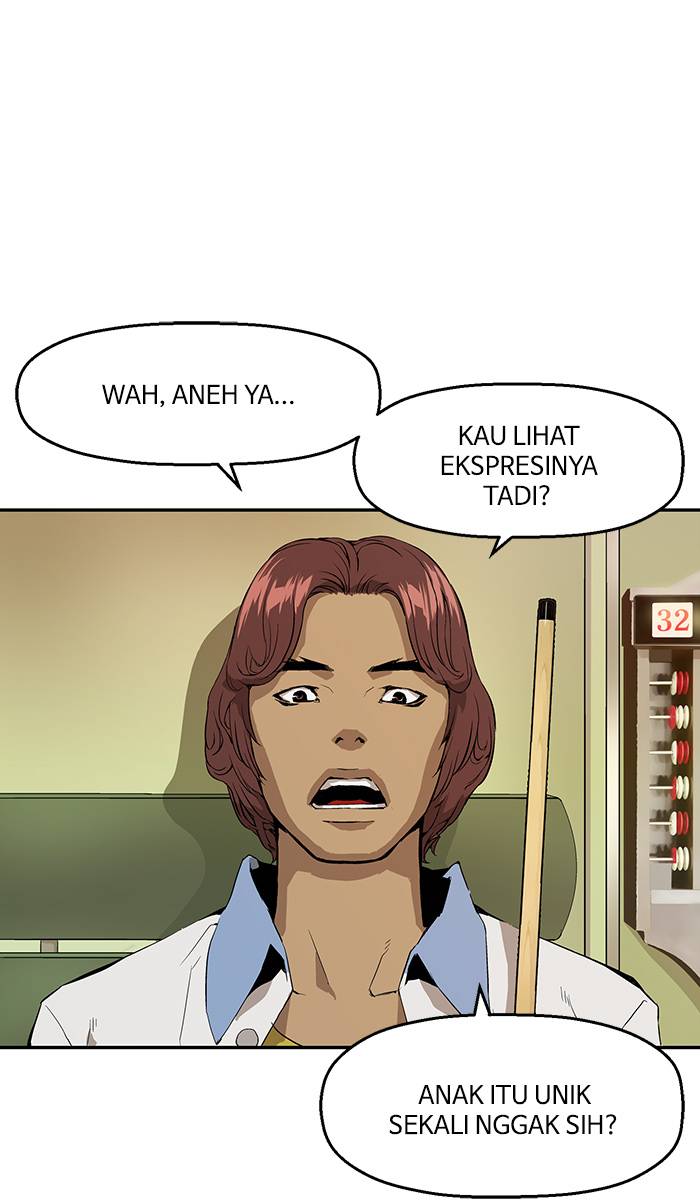 WAH, ANEH YA...
KAU LIHAT
EKSPRESINYA
TADI?
32
ANAK ITU UNIK
SEKALI NGGAK SIH?